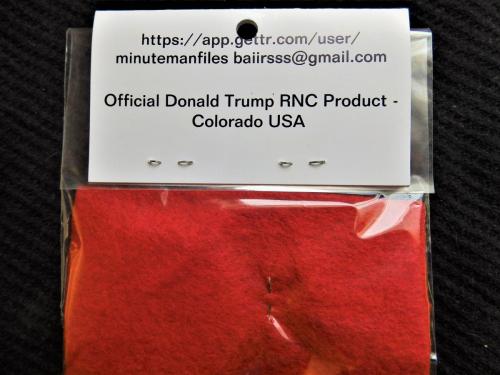 https://app.gettr.com/user/
minutemanfiles baiirsss@gmail.com
Official Donald Trump RNC Product -
Colorado USA